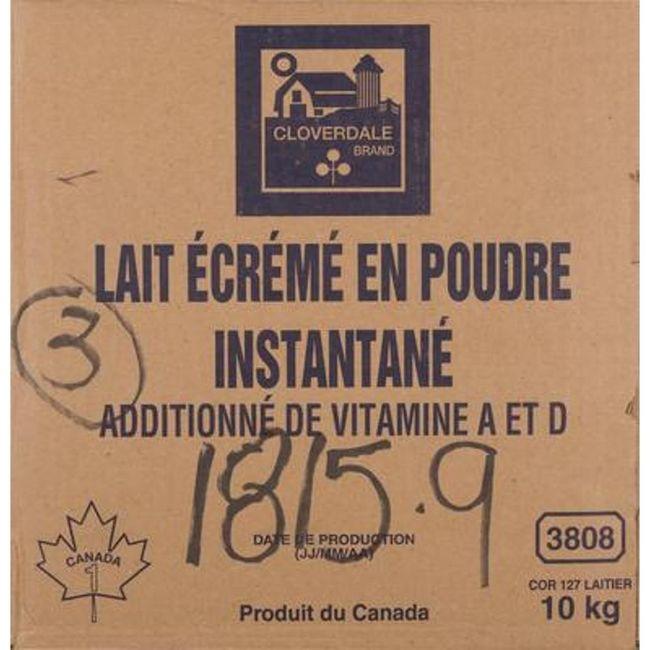 CLOVERDALE
BRAND
LAIT ÉCRÉMÉ EN POUDRE
INSTANTANÉ
3
ADDITIONNÉ DE VITAMINE A ET D
1815.9
DATE DE PRODUCTION
(JJ/MM/AA)
CANADA
1
3808
COR 127 LAITIER
Produit du Canada
10 kg